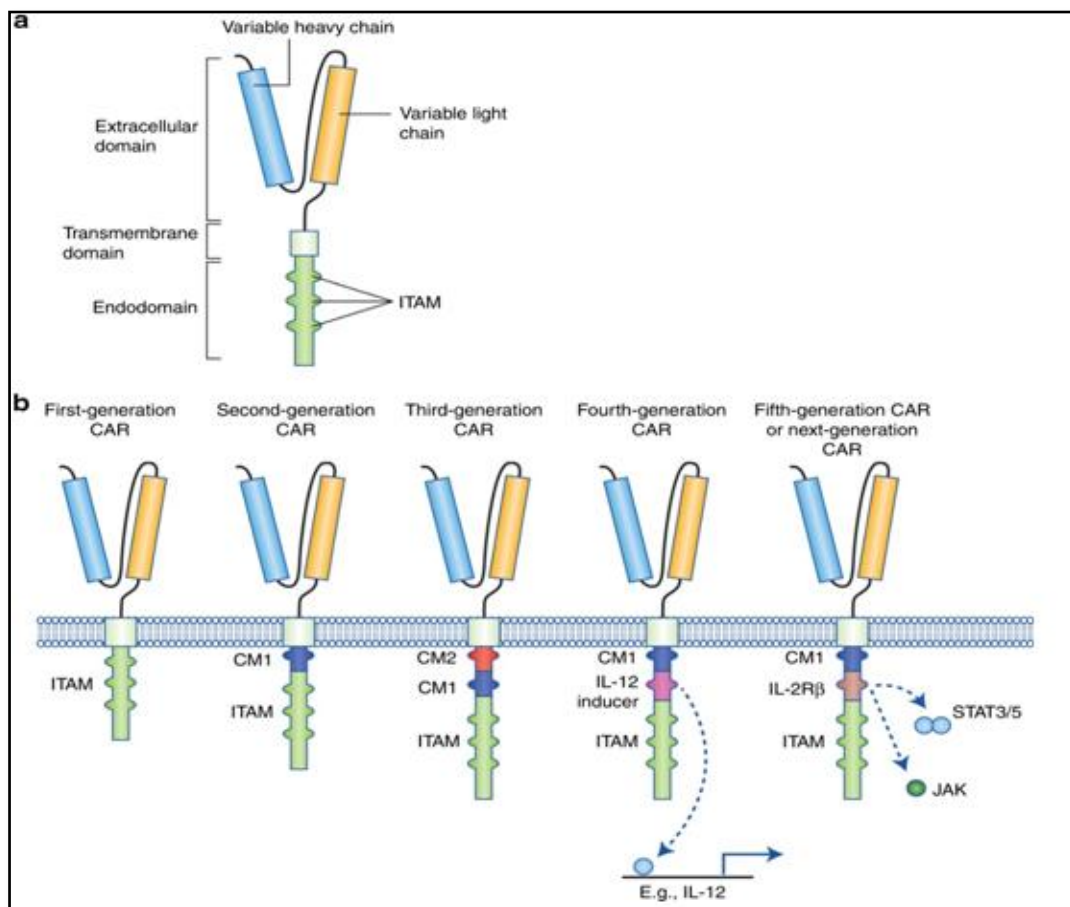 a
Variable heavy chain
Extracellular
domain
Variable light
chain
Transmembrane
domain
Endodomain
ITAM
b
First-generation
CAR
Second-generation
CAR
Third-generation
CAR
Fourth-generation
CAR
Fifth-generation CAR
or next-generation
CAR
ITAM
CM1
ITAM
CM2
CM1
ITAM
CM1
IL-12
inducer
ITAM
E.g., IL-12
CM1
IL-2Rβ
ITAM
STAT3/5
JAK